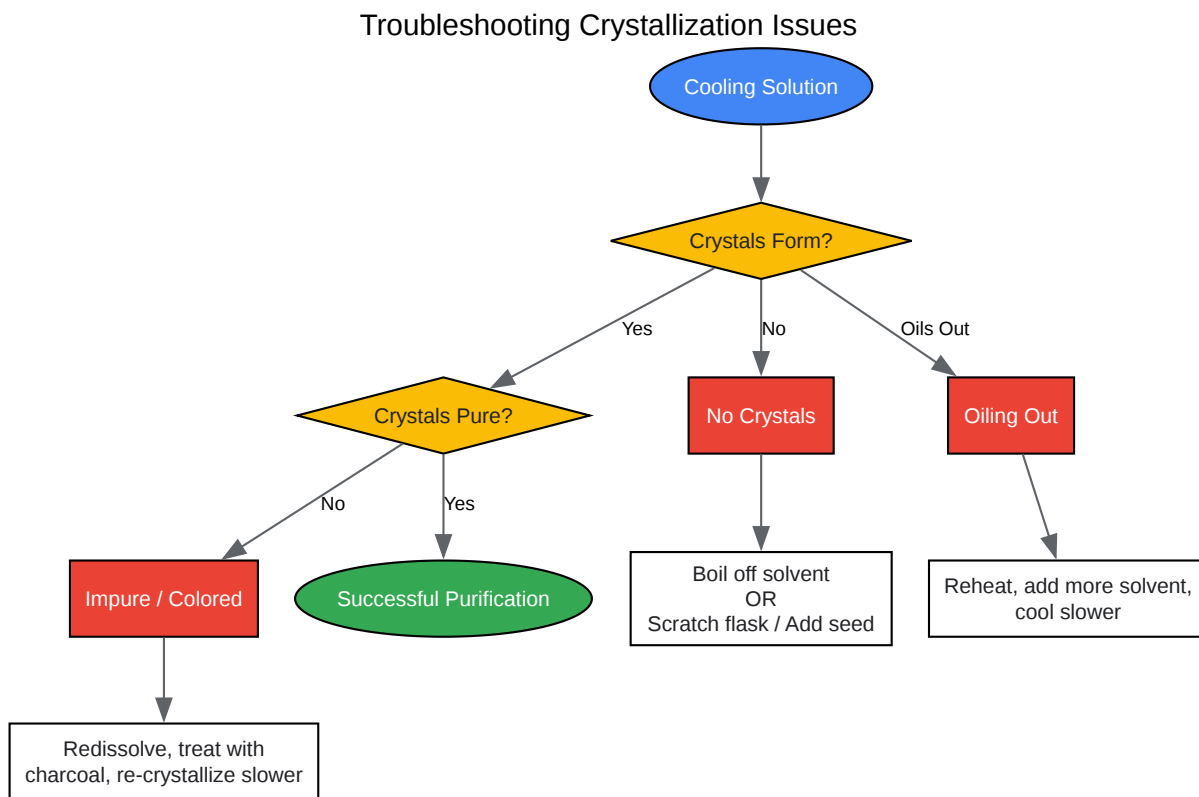 Troubleshooting Crystallization Issues
Cooling Solution
Crystals Form?
Yes
No
Oils Out
Crystals Pure?
No Crystals
Oiling Out
No
Yes
Impure / Colored
Successful Purification
Boil off solvent
OR
Scratch flask / Add seed
Reheat, add more solvent,
cool slower
Redissolve, treat with
charcoal, re-crystallize slower